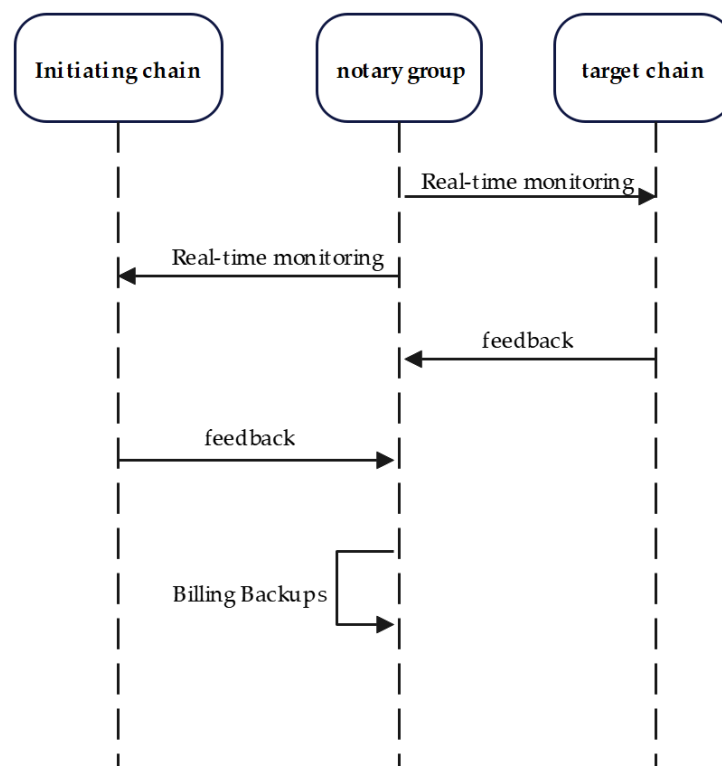 Initiating chain
notary group
target chain
Real-time monitoring
Real-time monitoring
feedback
feedback
Billing Backups